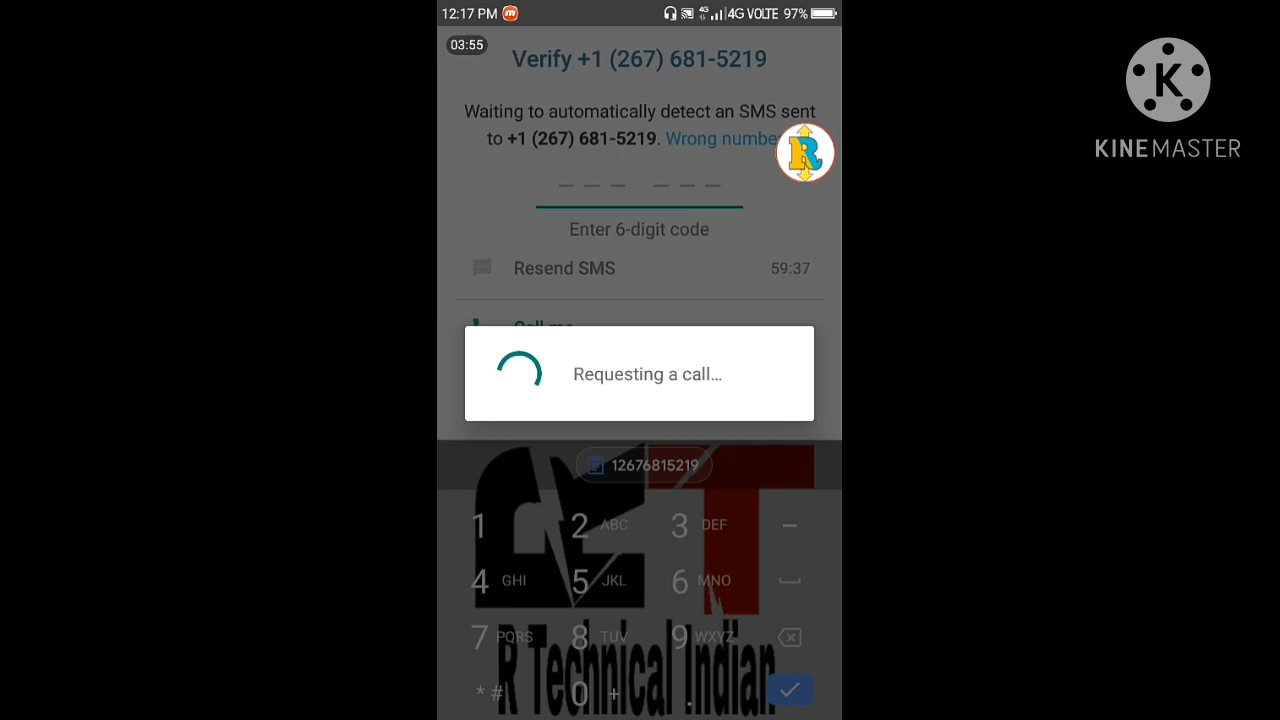 12:17 PM
4G 4G VOLTE 97%
03:55
Verify +1 (267) 681-5219
Waiting to automatically detect an SMS sent
to +1 (267) 681-5219. Wrong number
R
K
KINEMASTER
Enter 6-digit code
Resend SMS 59:37
Call me
Requesting a call...
12676815219
1 2 ABC 3 DEF –
4 GHI 5 JKL 6 MNO
7 PQRS 8 TUV 9 WXYZ
R Technical Indian
* # 0 + .